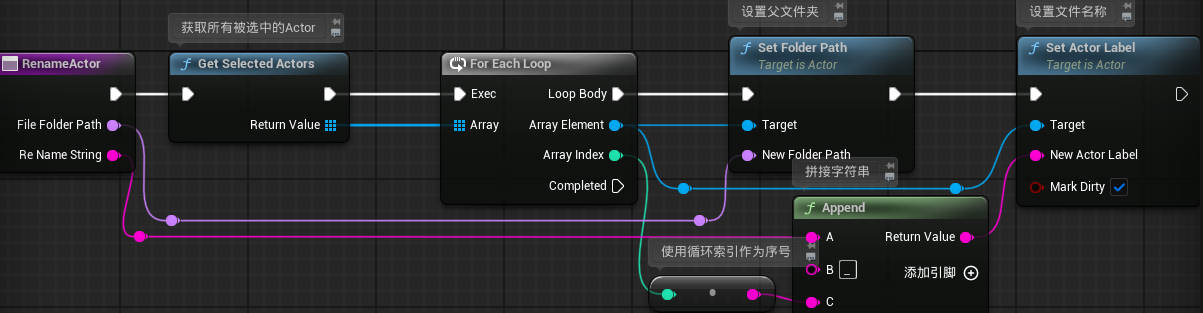 获取所有被选中的Actor
设置父文件夹
设置文件名称
RenameActor
File Folder Path
Re Name String
Get Selected Actors
Return Value
For Each Loop
Exec
Loop Body
Array
Array Element
Array Index
Completed
Set Folder Path
Target is Actor
Target
New Folder Path
Set Actor Label
Target is Actor
Target
New Actor Label
Mark Dirty
拼接字符串
Append
A
Return Value
B _
添加引脚
C
使用循环索引作为序号